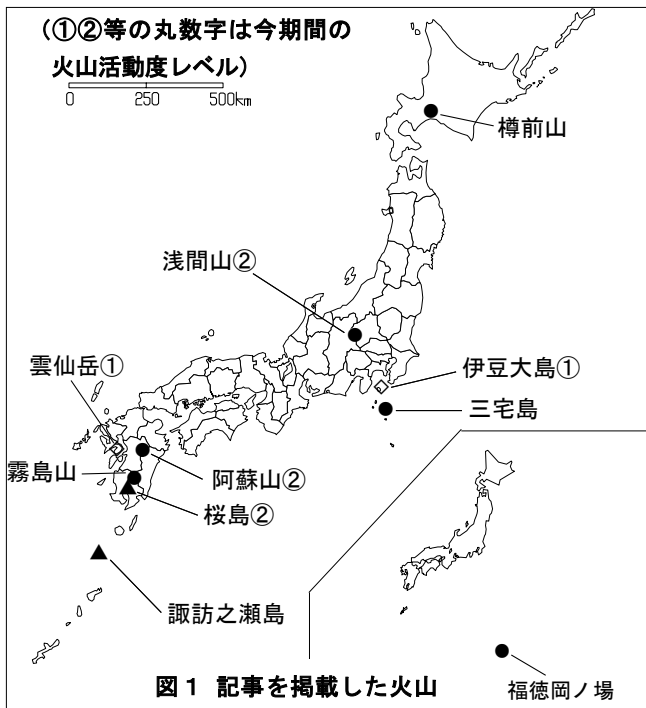 （①②等の丸数字は今期間の
火山活動度レベル）
0 250 500km
樽前山
浅間山②
雲仙岳①
伊豆大島①
三宅島
霧島山
阿蘇山②
桜島②
諏訪之瀬島
福徳岡ノ場
図１ 記事を掲載した火山